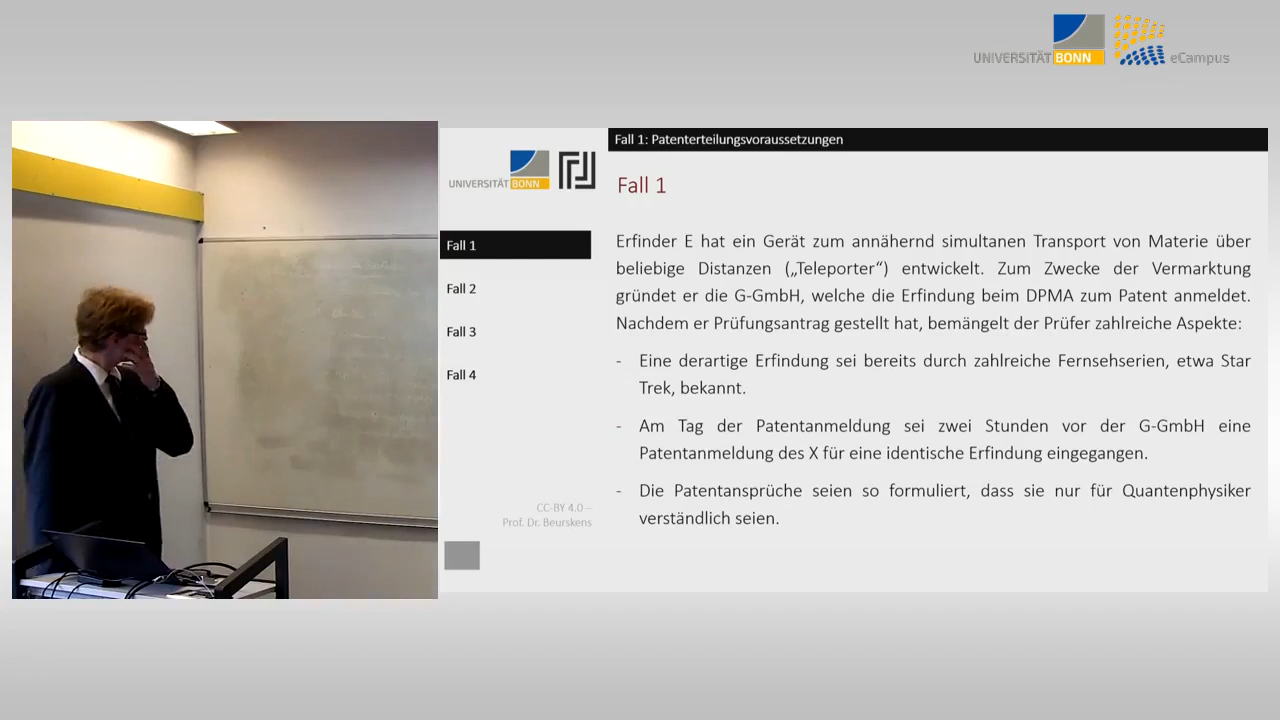 UNIVERSITÄT BONN eCampus
UNIVERSITÄT BONN
Fall 1: Patenterteilungsvoraussetzungen
Fall 1
Fall 1
Fall 2
Fall 3
Fall 4
CC-BY 4.0 –
Prof. Dr. Beurskens
Erfinder E hat ein Gerät zum annähernd simultanen Transport von Materie über
beliebige Distanzen („Teleporter“) entwickelt. Zum Zwecke der Vermarktung
gründet er die G-GmbH, welche die Erfindung beim DPMA zum Patent anmeldet.
Nachdem er Prüfungsantrag gestellt hat, bemängelt der Prüfer zahlreiche Aspekte:
- Eine derartige Erfindung sei bereits durch zahlreiche Fernsehserien, etwa Star
Trek, bekannt.
- Am Tag der Patentanmeldung sei zwei Stunden vor der G-GmbH eine
Patentanmeldung des X für eine identische Erfindung eingegangen.
- Die Patentansprüche seien so formuliert, dass sie nur für Quantenphysiker
verständlich seien.